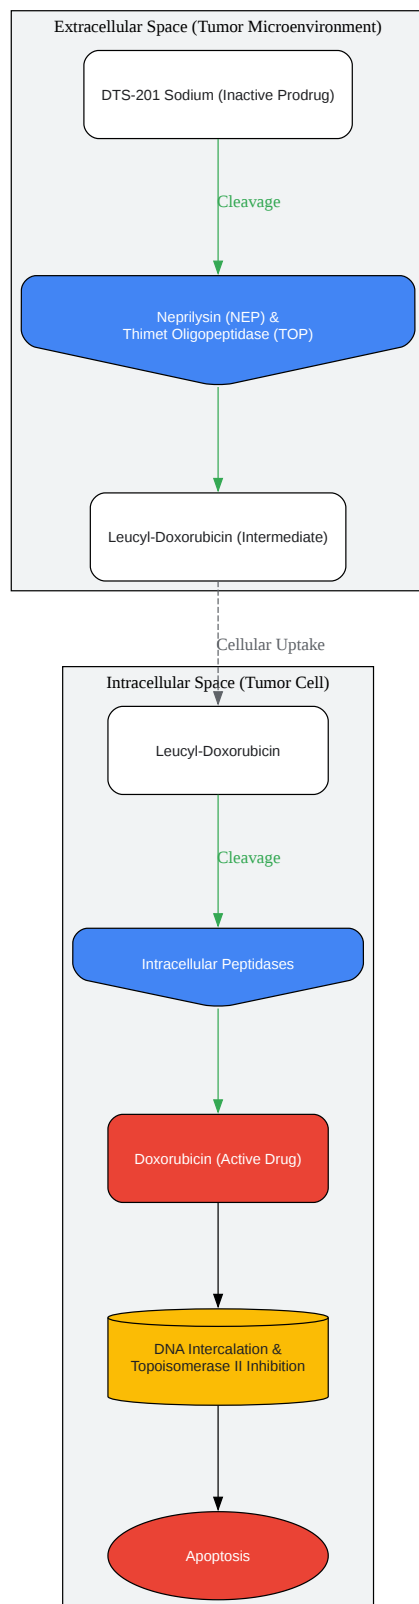 Extracellular Space (Tumor Microenvironment)
DTS-201 Sodium (Inactive Prodrug)
Cleavage
Neprilysin (NEP) &
Thimet Oligopeptidase (TOP)
Leucyl-Doxorubicin (Intermediate)
Cellular Uptake
Intracellular Space (Tumor Cell)
Leucyl-Doxorubicin
Cleavage
Intracellular Peptidases
Doxorubicin (Active Drug)
DNA Intercalation &
Topoisomerase II Inhibition
Apoptosis